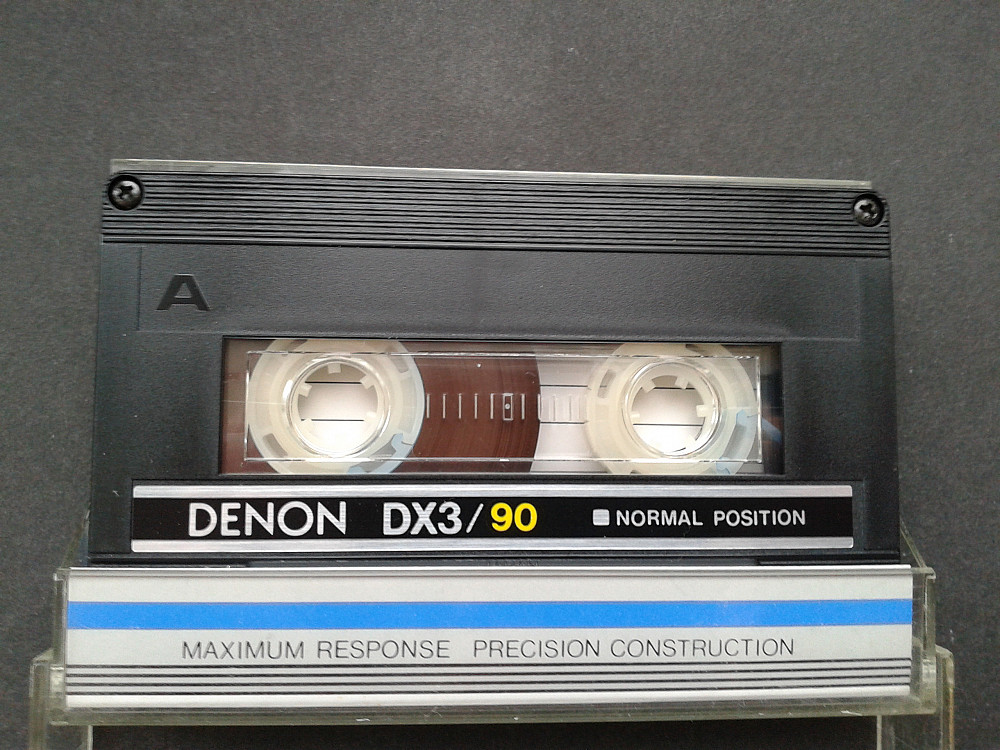 A
DENON DX3/90 NORMAL POSITION
MAXIMUM RESPONSE PRECISION CONSTRUCTION